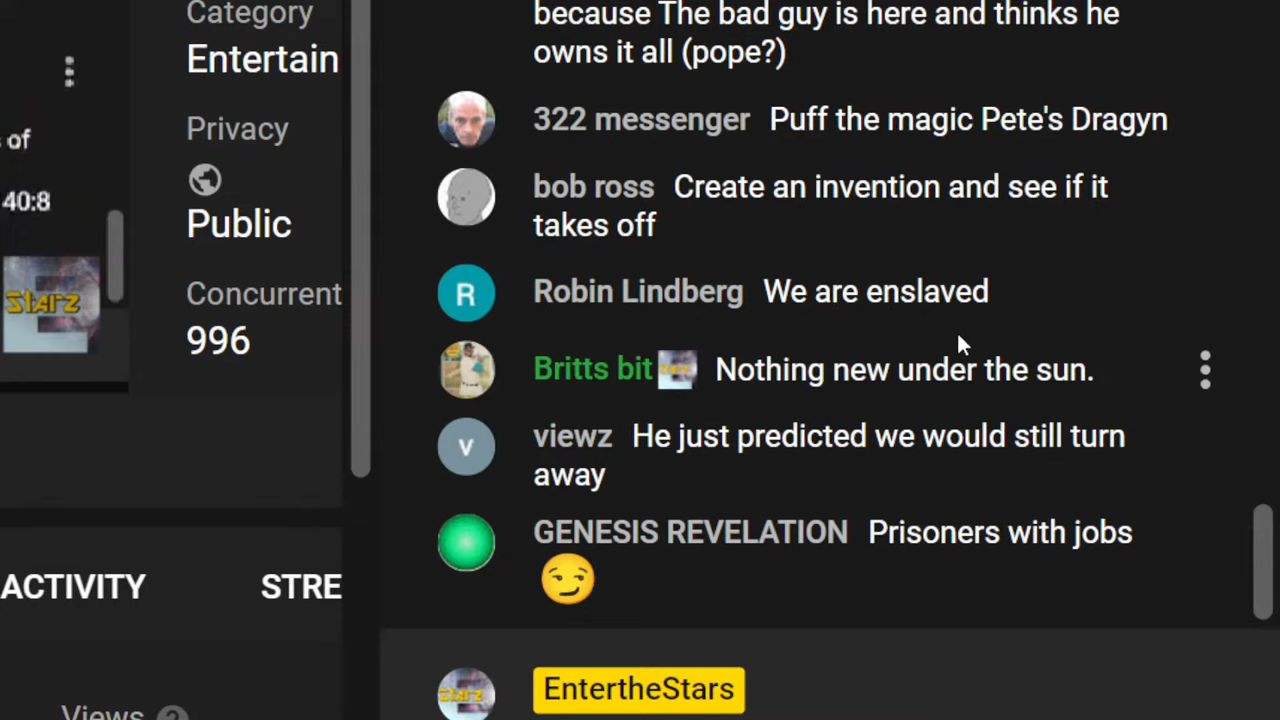 Category
Entertain
Privacy
Public
Concurrent
996
s of
40:8
STARZ
ACTIVITY
STRE
Views
because The bad guy is here and thinks he
owns it all (pope?)
322 messenger Puff the magic Pete's Dragyn
bob ross Create an invention and see if it
takes off
R
Robin Lindberg We are enslaved
Britts bit Nothing new under the sun.
V
viewz He just predicted we would still turn
away
GENESIS REVELATION Prisoners with jobs
EntertheStars